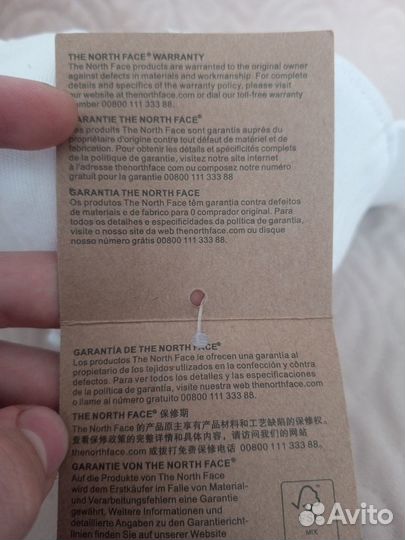 THE NORTH FACE® WARRANTY
The North Face products are warranted to the original owner
against defects in materials and workmanship. For complete
details and specifics of the warranty policy, please visit
our website at thenorthface.com or dial our toll-free warranty
number 00800 111 333 88.
GARANTIE THE NORTH FACE®
Les produits The North Face sont garantis auprès du
propriétaire d'origine contre tout défaut de matériel et de
fabrication. Pour obtenir les détails et spécificités complets
de la politique de garantie, visitez notre site internet
à l'adresse thenorthface.com ou composez notre numéro
gratuit pour la garantie 00800 111 333 88
GARANTIA THE NORTH FACE
Os produtos The North Face têm garantia contra defeitos
de materiais e de fabrico para 0 comprador original. Para
todos os detalhes e especificidades da política de garantia,
visite o nosso site da web thenorthface.com ou disque
nosso número grátis 00800 111 333 88.
GARANTÍA DE THE NORTH FACE®
Los productos The North Face le ofrecen una garantía al
propietario de los tejidos utilizados en la confección y contra
defectos. Para ver todos los detalles y las especificaciones
de la política de garantía, visite nuestra web thenorthface.com
o llame al número gratuito 00800 111 333 88.
THE NORTH FACE® 保修期
The North Face 的产品原主享有产品材料和工艺缺陷的保修权。
查看保修政策的完整详情和具体内容, 请访问我们的网站
thenorthface.com 或拨打免费保修电话 00800 111 333 88.
GARANTIE VON THE NORTH FACE®
Auf die Produkte von The North Face
wird dem Erstkäufer im Falle von Material-
und Verarbeitungsfehlern eine Garantie
gewährt. Weitere Informationen und
detaillierte Angaben zu den Garantiericht-
linien finden Sie auf unserer Website
FSC
MIX
Avito